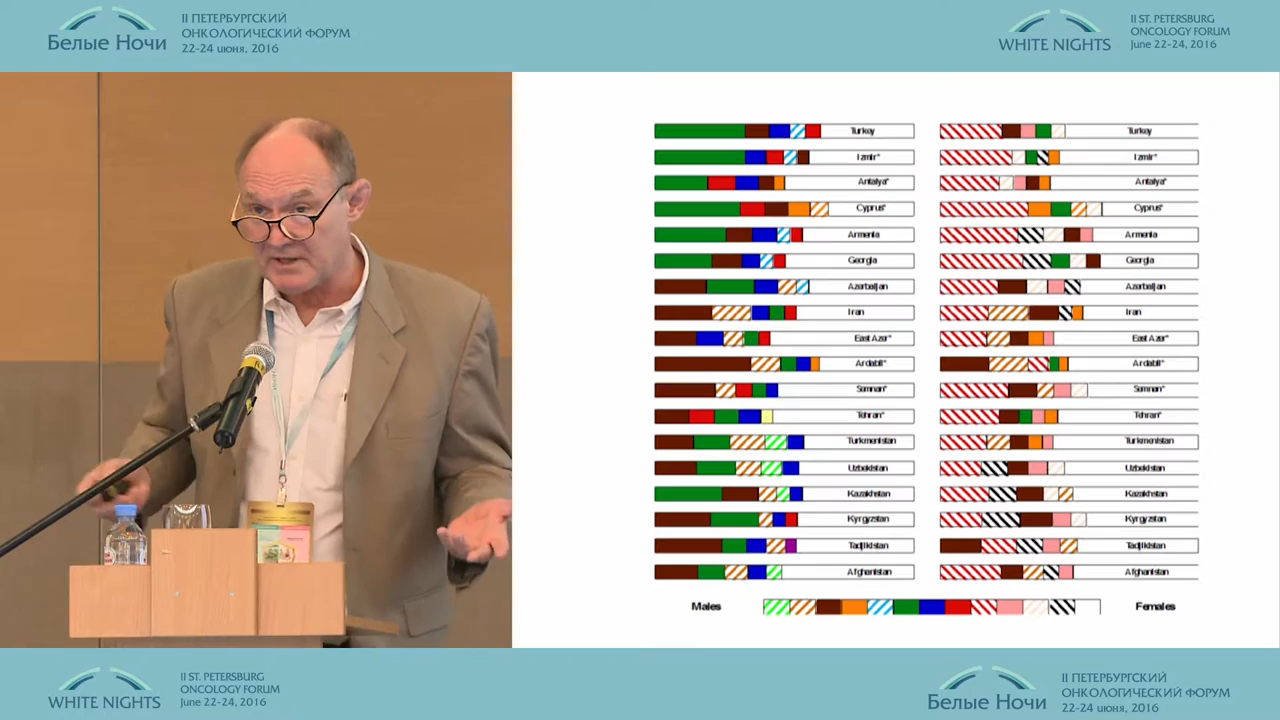 Белые Ночи
II ПЕТЕРБУРГСКИЙ
ОНКОЛОГИЧЕСКИЙ ФОРУМ
22-24 июня, 2016
WHITE NIGHTS
II ST. PETERSBURG
ONCOLOGY FORUM
June 22-24, 2016
Turkey
Izmir*
Antalya*
Cyprus*
Armenia
Georgia
Azerbaijan
Iran
East Azer*
Ardabil*
Semnan*
Tehran*
Turkmenistan
Uzbekistan
Kazakhstan
Kyrgyzstan
Tadjikistan
Afghanistan
Turkey
Izmir*
Antalya*
Cyprus*
Armenia
Georgia
Azerbaijan
Iran
East Azer*
Ardabil*
Semnan*
Tehran*
Turkmenistan
Uzbekistan
Kazakhstan
Kyrgyzstan
Tadjikistan
Afghanistan
Males
Females
WHITE NIGHTS
II ST. PETERSBURG
ONCOLOGY FORUM
June 22-24, 2016
Белые Ночи
II ПЕТЕРБУРГСКИЙ
ОНКОЛОГИЧЕСКИЙ ФОРУМ
22-24 июня, 2016